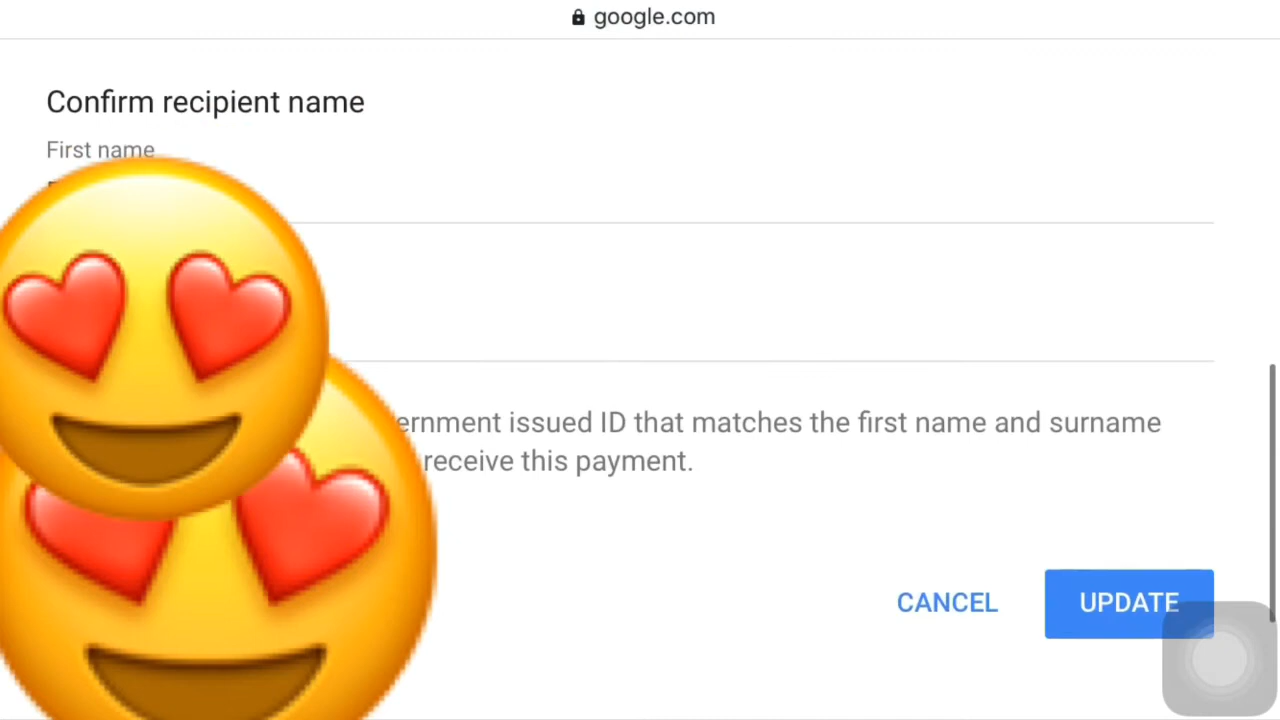 google.com
Confirm recipient name
First name
issued ID that matches the first name and surname
receive this payment.
CANCEL
UPDATE